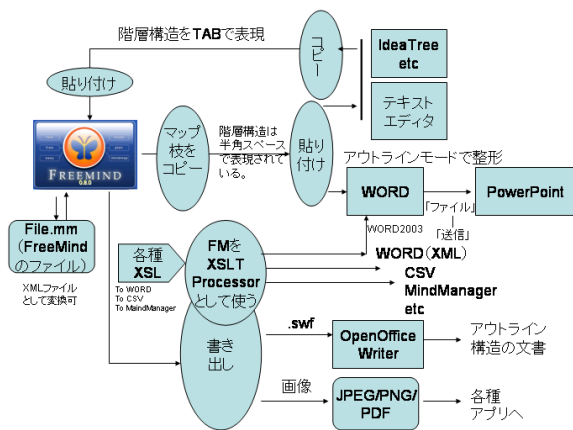 階層構造をTABで表現
コピー
IdeaTree
etc
貼り付け
テキスト
エディタ
FREEMIND
0.8.0
マップ
枝を
コピー
階層構造は
半角スペース
で表現されて
いる。
貼り付け
アウトラインモードで整形
WORD
「ファイル」
|
「送信」
PowerPoint
WORD2003
File.mm
(FreeMind
のファイル)
XMLファイル
として変換可
各種
XSL
To WORD
To CSV
To MaindManager
FMを
XSLT
Processor
として使う
WORD(XML)
CSV
MindManager
etc
書き
出し
.swf
OpenOffice
Writer
アウトライン
構造の文書
画像
JPEG/PNG/
PDF
各種
アプリへ